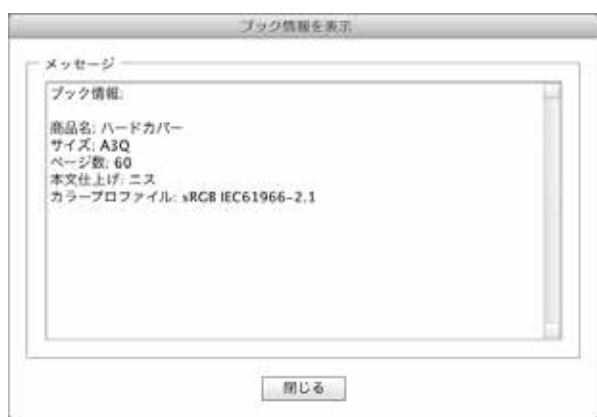 ブック情報を表示
メッセージ
ブック情報:
商品名: ハードカバー
サイズ: A3Q
ページ数: 60
本文仕上げ: ニス
カラープロファイル: sRGB IEC61966-2.1
閉じる